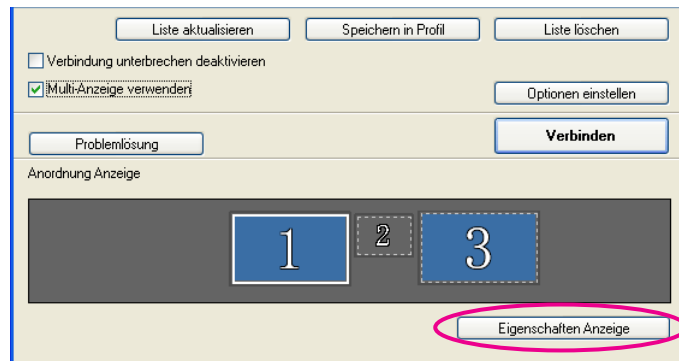 Liste aktualisieren Speichern in Profil Liste löschen
Verbindung unterbrechen deaktivieren
Multi-Anzeige verwenden
Optionen einstellen
Verbinden
Problemlösung
Anordnung Anzeige
1 2 3
Eigenschaften Anzeige